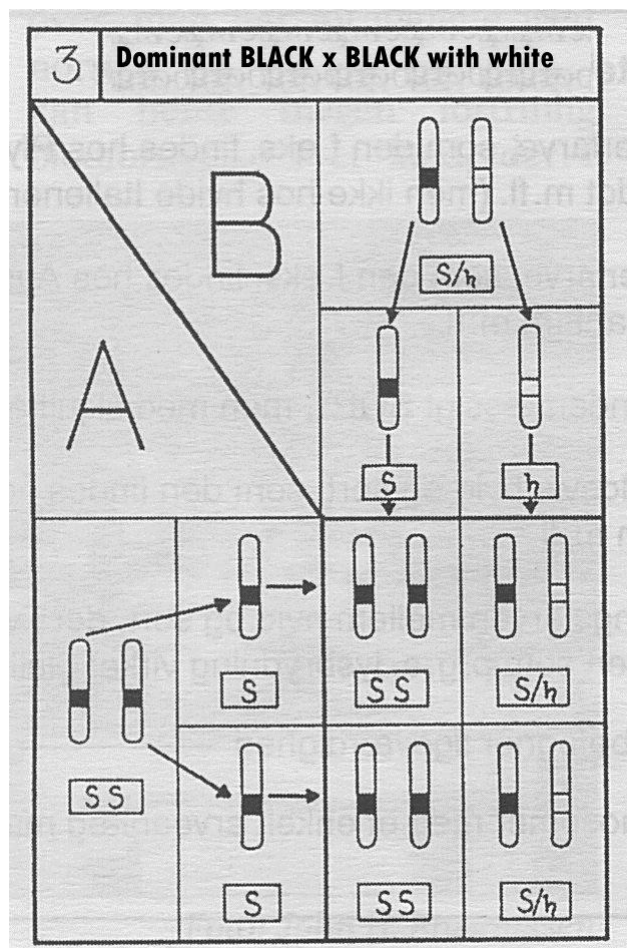 3 Dominant BLACK x BLACK with white
B
S/h
A
S h
S SS S/h
SS
S SS S/h